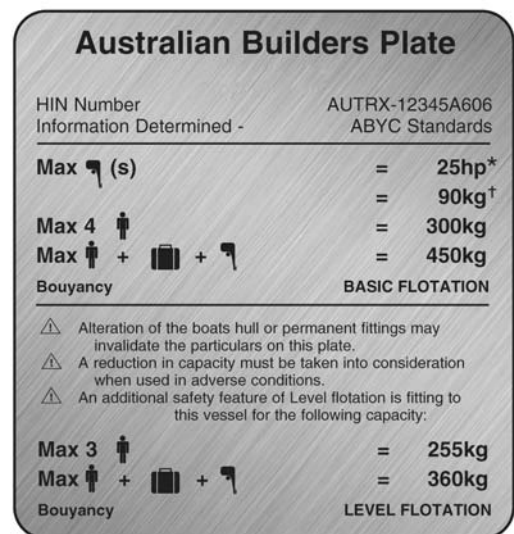 Australian Builders Plate
HIN Number AUTRX-12345A606
Information Determined - ABYC Standards
Max (s) = 25hp*
= 90kg†
Max 4 = 300kg
Max + + = 450kg
Bouyancy BASIC FLOTATION
Alteration of the boats hull or permanent fittings may
invalidate the particulars on this plate.
A reduction in capacity must be taken into consideration
when used in adverse conditions.
An additional safety feature of Level flotation is fitting to
this vessel for the following capacity:
Max 3 = 255kg
Max + + = 360kg
Bouyancy LEVEL FLOTATION